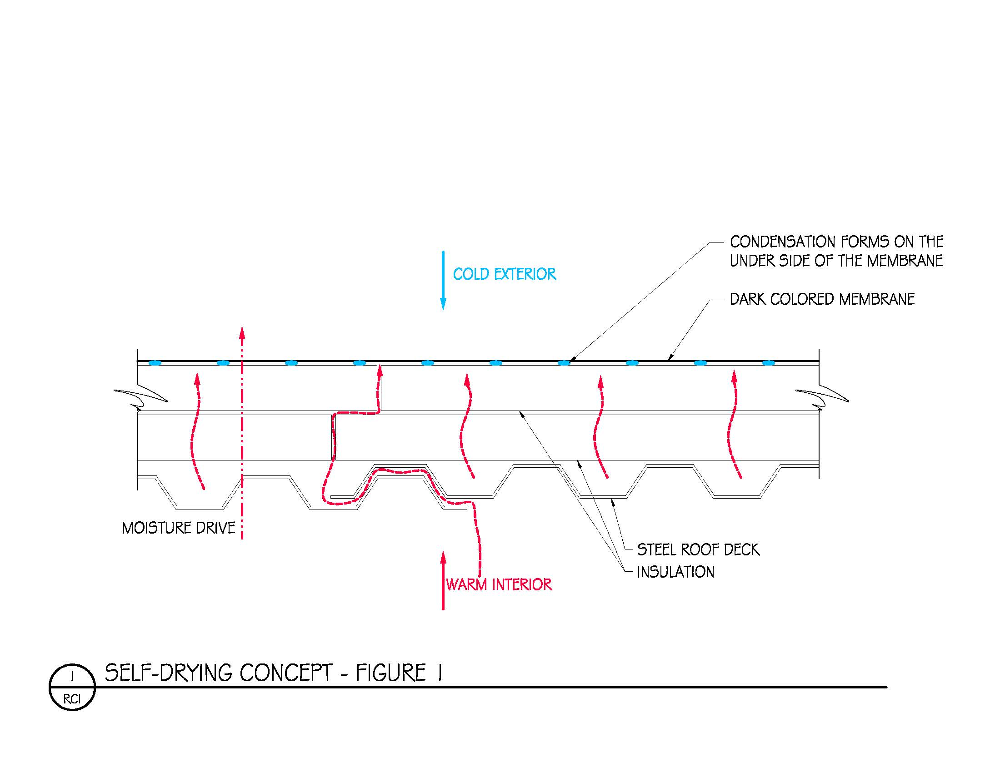 CONDENSATION FORMS ON THE
UNDER SIDE OF THE MEMBRANE
COLD EXTERIOR
DARK COLORED MEMBRANE
MOISTURE DRIVE
STEEL ROOF DECK
INSULATION
WARM INTERIOR
SELF-DRYING CONCEPT - FIGURE 1
1
RCI